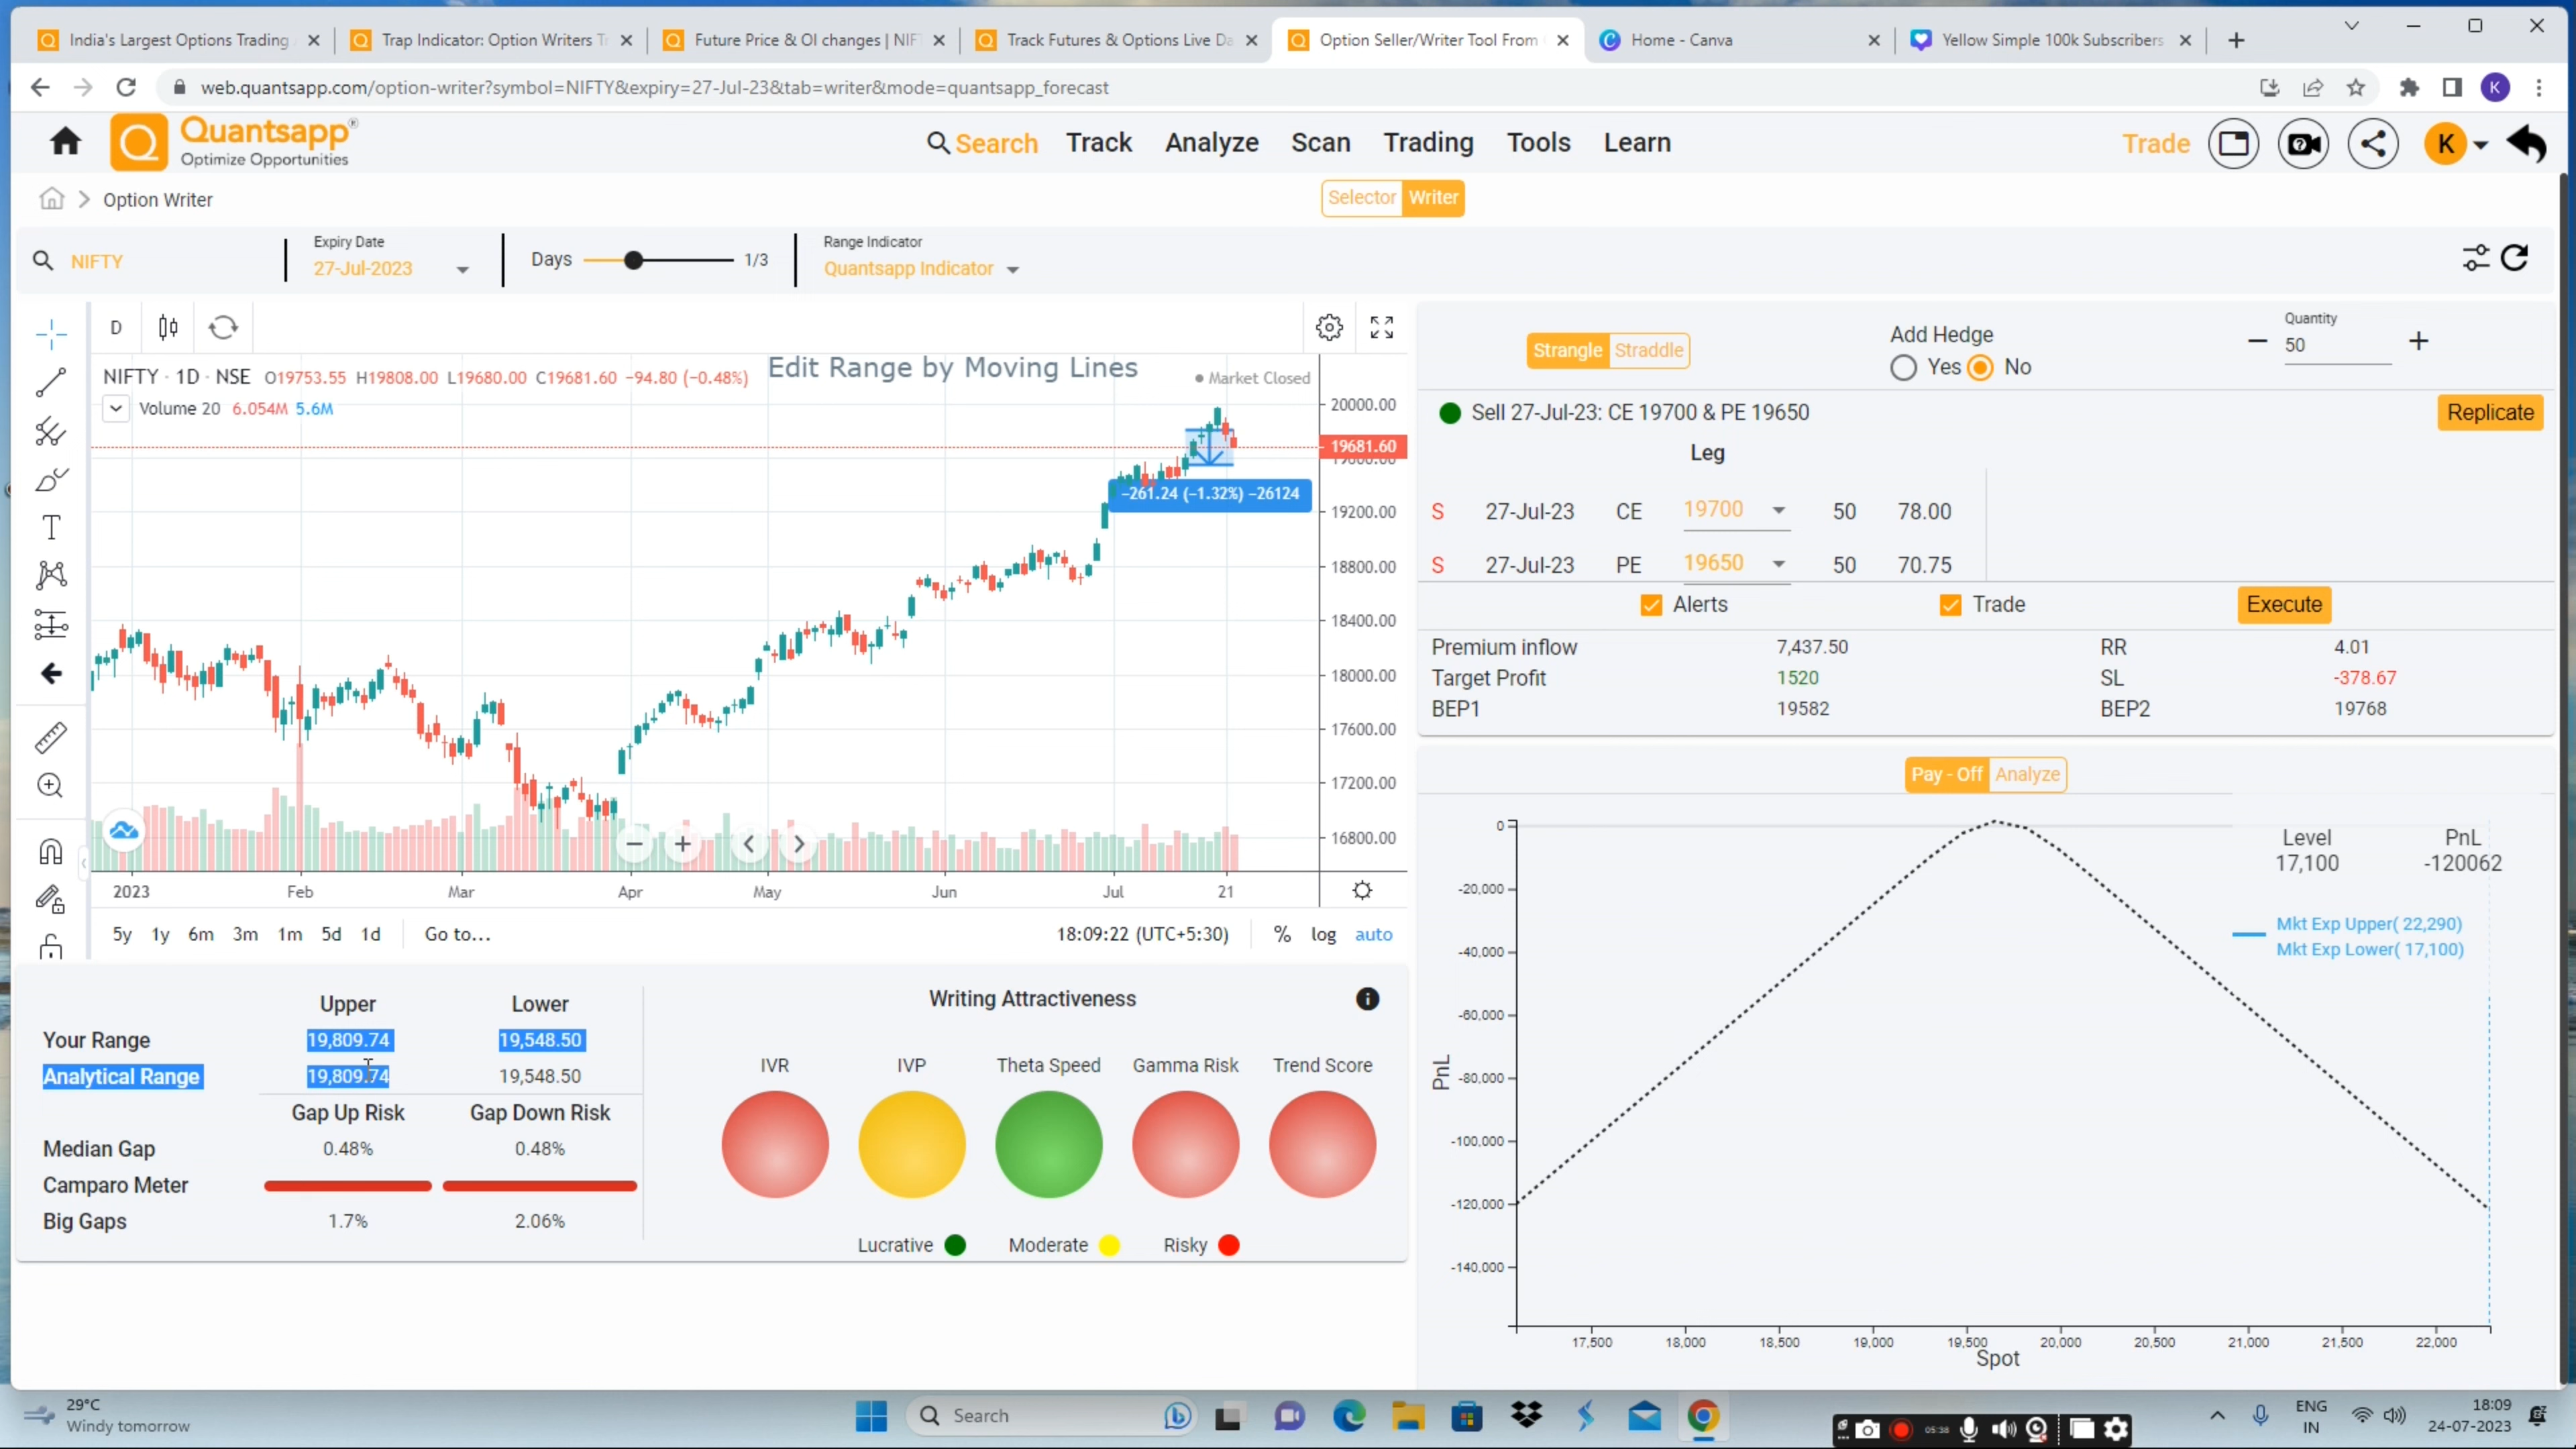 India's Largest Options Trading
Trap Indicator: Option Writers Tr
Future Price & OI changes | NIF
Track Futures & Options Live Da
Option Seller/Writer Tool From
Home - Canva
Yellow Simple 100k Subscribers
web.quantsapp.com/option-writer?symbol=NIFTY&expiry=27-Jul-23&tab=writer&mode=quantsapp_forecast
K
Quantsapp®
Optimize Opportunities
Search Track Analyze Scan Trading Tools Learn
Trade
K
Option Writer
Selector Writer
NIFTY
Expiry Date
27-Jul-2023
Days 1/3
Range Indicator
Quantsapp Indicator
D
NIFTY · 1D · NSE O19753.55 H19808.00 L19680.00 C19681.60 −94.80 (−0.48%)
Edit Range by Moving Lines
Market Closed
Volume 20 6.054M 5.6M
20000.00
19681.60
19600.00
19200.00
18800.00
18400.00
18000.00
17600.00
17200.00
16800.00
−261.24 (−1.32%) −26124
2023 Feb Mar Apr May Jun Jul 21
5y 1y 6m 3m 1m 5d 1d Go to...
18:09:22 (UTC+5:30) % log auto
Upper Lower
Your Range 19,809.74 19,548.50
Analytical Range 19,809.74 19,548.50
Gap Up Risk Gap Down Risk
Median Gap 0.48% 0.48%
Camparo Meter
Big Gaps 1.7% 2.06%
Writing Attractiveness
IVR IVP Theta Speed Gamma Risk Trend Score
Lucrative Moderate Risky
Strangle Straddle
Add Hedge
Yes No
Quantity
50
Sell 27-Jul-23: CE 19700 & PE 19650
Replicate
Leg
S 27-Jul-23 CE 19700 50 78.00
S 27-Jul-23 PE 19650 50 70.75
Alerts Trade Execute
Premium inflow 7,437.50 RR 4.01
Target Profit 1520 SL -378.67
BEP1 19582 BEP2 19768
Pay - Off Analyze
Level PnL
17,100 -120062
Mkt Exp Upper( 22,290)
Mkt Exp Lower( 17,100)
PnL
0
-20,000
-40,000
-60,000
-80,000
-100,000
-120,000
-140,000
17,500 18,000 18,500 19,000 19,500 20,000 20,500 21,000 21,500 22,000
Spot
29°C
Windy tomorrow
Search
05:38
ENG
IN
18:09
24-07-2023